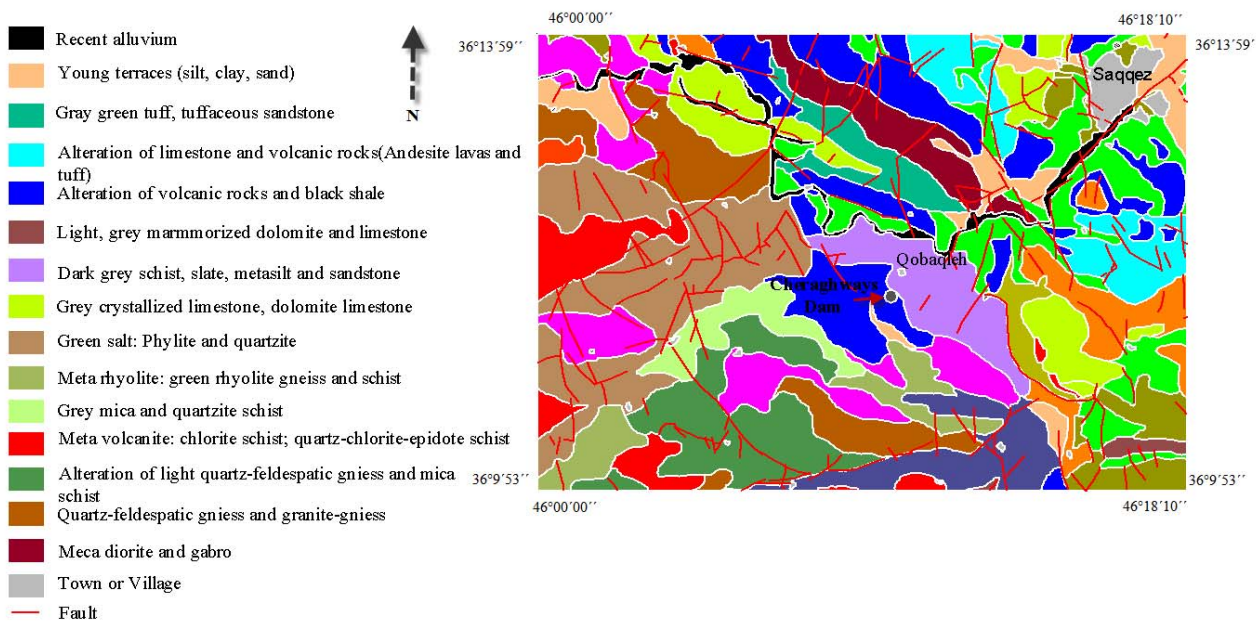 Recent alluvium
Young terraces (silt, clay, sand)
Gray green tuff, tuffaceous sandstone
Alteration of limestone and volcanic rocks(Andesite lavas and
tuff)
Alteration of volcanic rocks and black shale
Light, grey marmmorized dolomite and limestone
Dark grey schist, slate, metasilt and sandstone
Grey crystallized limestone, dolomite limestone
Green salt: Phylite and quartzite
Meta rhyolite: green rhyolite gneiss and schist
Grey mica and quartzite schist
Meta volcanite: chlorite schist; quartz-chlorite-epidote schist
Alteration of light quartz-feldespatic gniess and mica
schist
Quartz-feldespatic gniess and granite-gniess
Meca diorite and gabro
Town or Village
Fault
N
46°00´00´´
46°18´10´´
36°13´59´´
36°13´59´´
Saqqez
Qobaqleh
Cheraghwayx
Dam
36°9´53´´
36°9´53´´
46°00´00´´
46°18´10´´